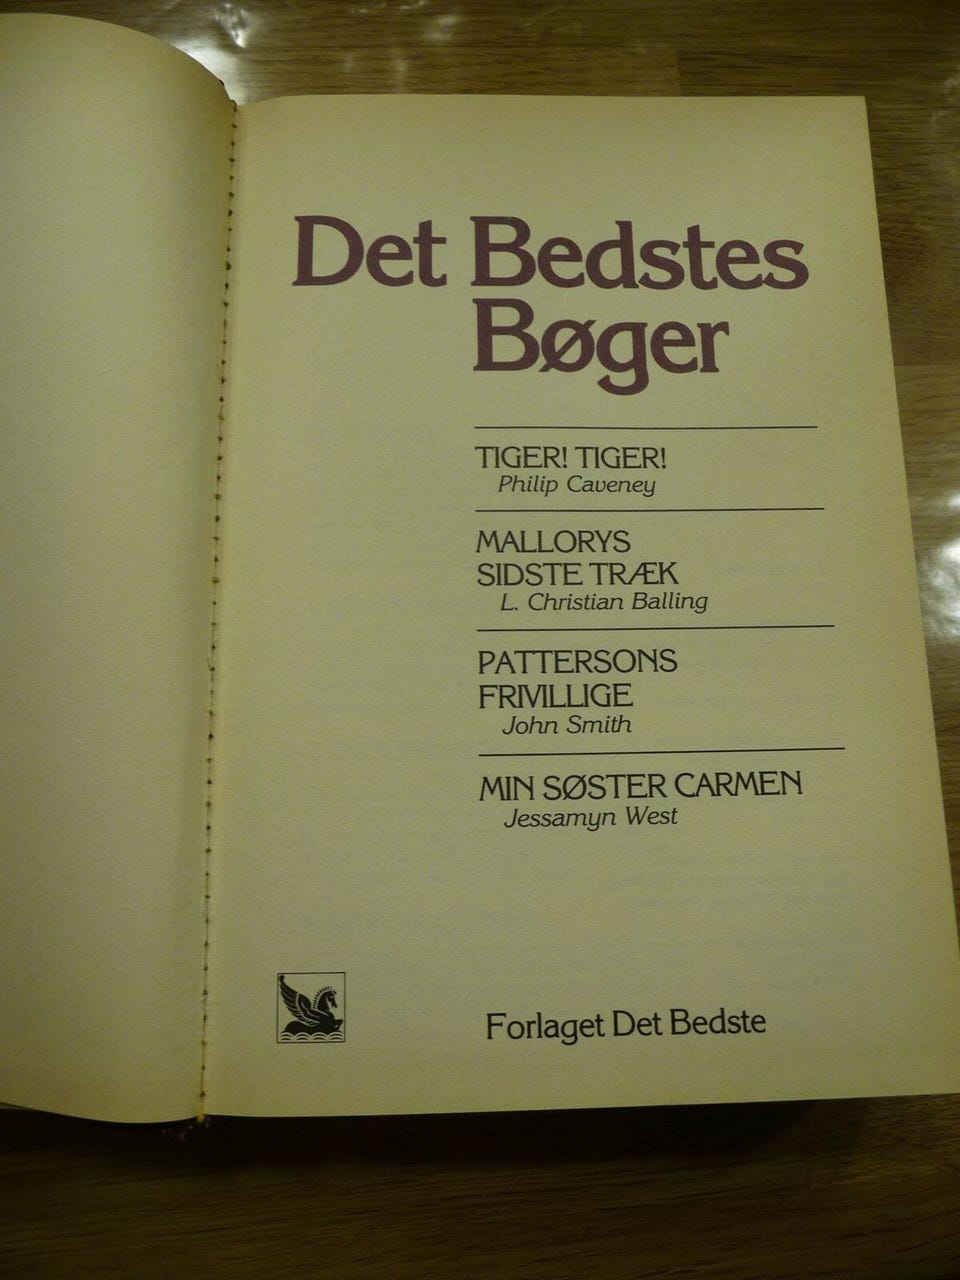 Det Bedstes
Bøger
TIGER! TIGER!
Philip Caveney
MALLORYS
SIDSTE TRÆK
L. Christian Balling
PATTERSONS
FRIVILLIGE
John Smith
MIN SØSTER CARMEN
Jessamyn West
Forlaget Det Bedste